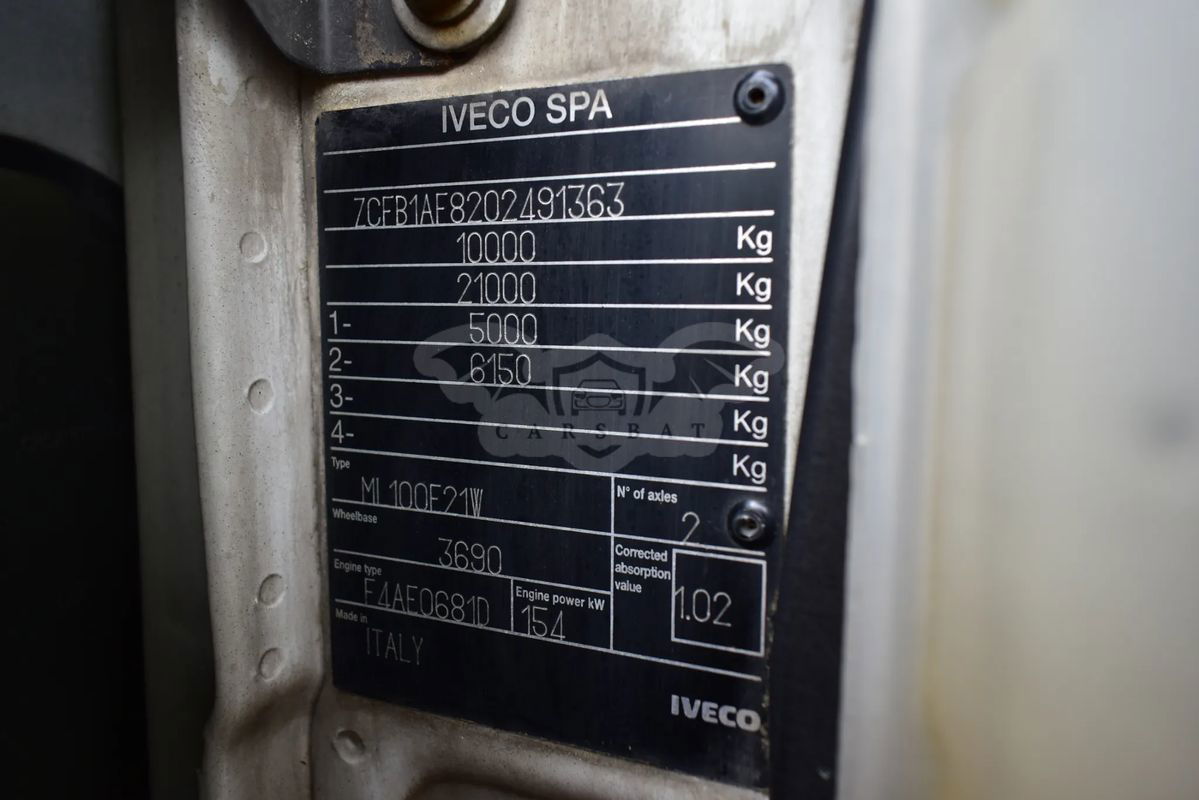 IVECO SPA
ZCFB1AF8202491363
10000 Kg
21000 Kg
1- 5000 Kg
2- 6150 Kg
3- Kg
4- Kg
Type
ML100E21W
N° of axles
2
Wheelbase
3690
Corrected absorption value
1.02
Engine type
F4AE0681D
Engine power kW
154
Made in
ITALY
IVECO
CARSBAT